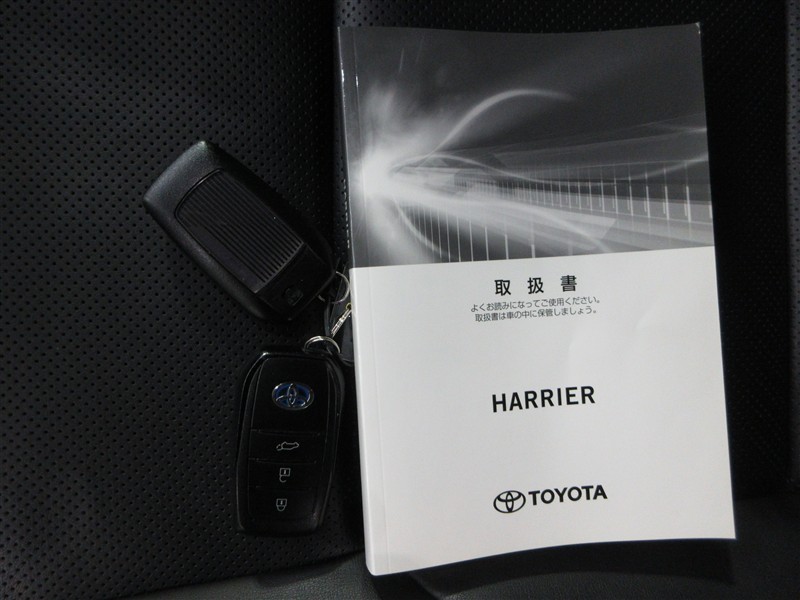 取扱書
よくお読みになってご使用ください。
取扱書は車の中に保管しましょう。
HARRIER
TOYOTA